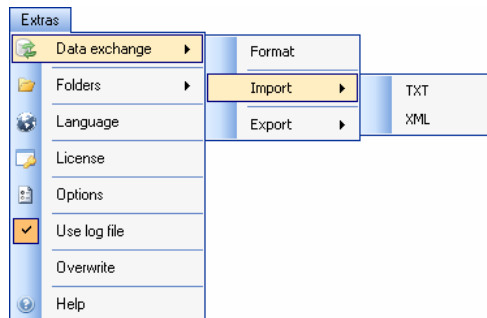 Extras
Data exchange
Folders
Language
License
Options
Use log file
Overwrite
Help
Format
Import
Export
TXT
XML